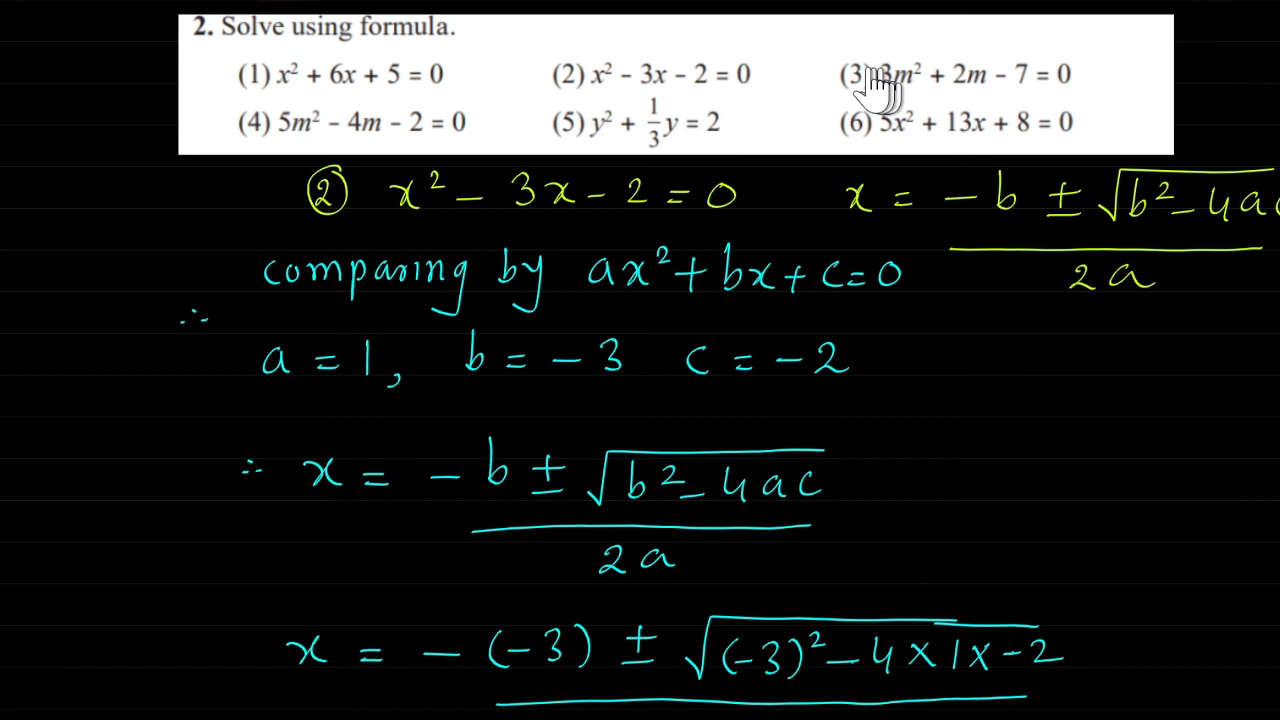 2. Solve using formula.
(1) x² + 6x + 5 = 0 (2) x² – 3x – 2 = 0 (3) 3m² + 2m – 7 = 0
(4) 5m² – 4m – 2 = 0 (5) y² + 1/3 y = 2 (6) 5x² + 13x + 8 = 0
② x² – 3x – 2 = 0 x = – b ± √b² – 4ac / 2a
comparing by ax² + bx + c = 0
∴
a = 1, b = – 3 c = – 2
∴ x = – b ± √b² – 4ac / 2a
x = – (–3) ± √(–3)² – 4 × 1 × – 2